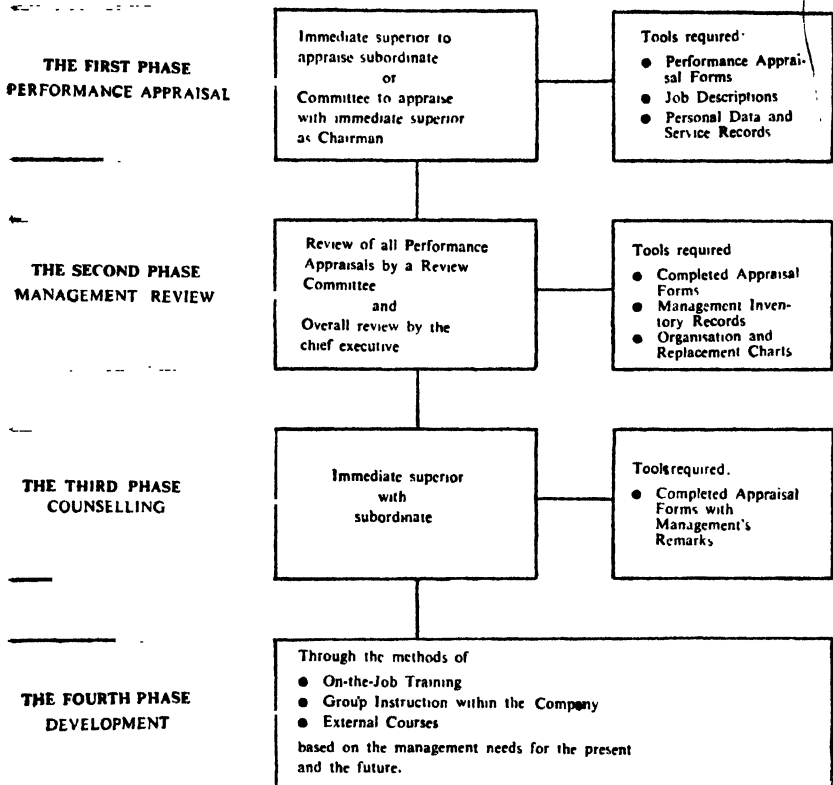 THE FIRST PHASE
PERFORMANCE APPRAISAL
Immediate superior to
appraise subordinate
or
Committee to appraise
with immediate superior
as Chairman
Tools required
● Performance Apprai-
sal Forms
● Job Descriptions
● Personal Data and
Service Records
THE SECOND PHASE
MANAGEMENT REVIEW
Review of all Performance
Appraisals by a Review
Committee
and
Overall review by the
chief executive
Tools required
● Completed Appraisal
Forms
● Management Inven-
tory Records
● Organisation and
Replacement Charts
THE THIRD PHASE
COUNSELLING
Immediate superior
with
subordinate
Tools required.
● Completed Appraisal
Forms with
Management's
Remarks
THE FOURTH PHASE
DEVELOPMENT
Through the methods of
● On-the-Job Training
● Group Instruction within the Company
● External Courses
based on the management needs for the present
and the future.